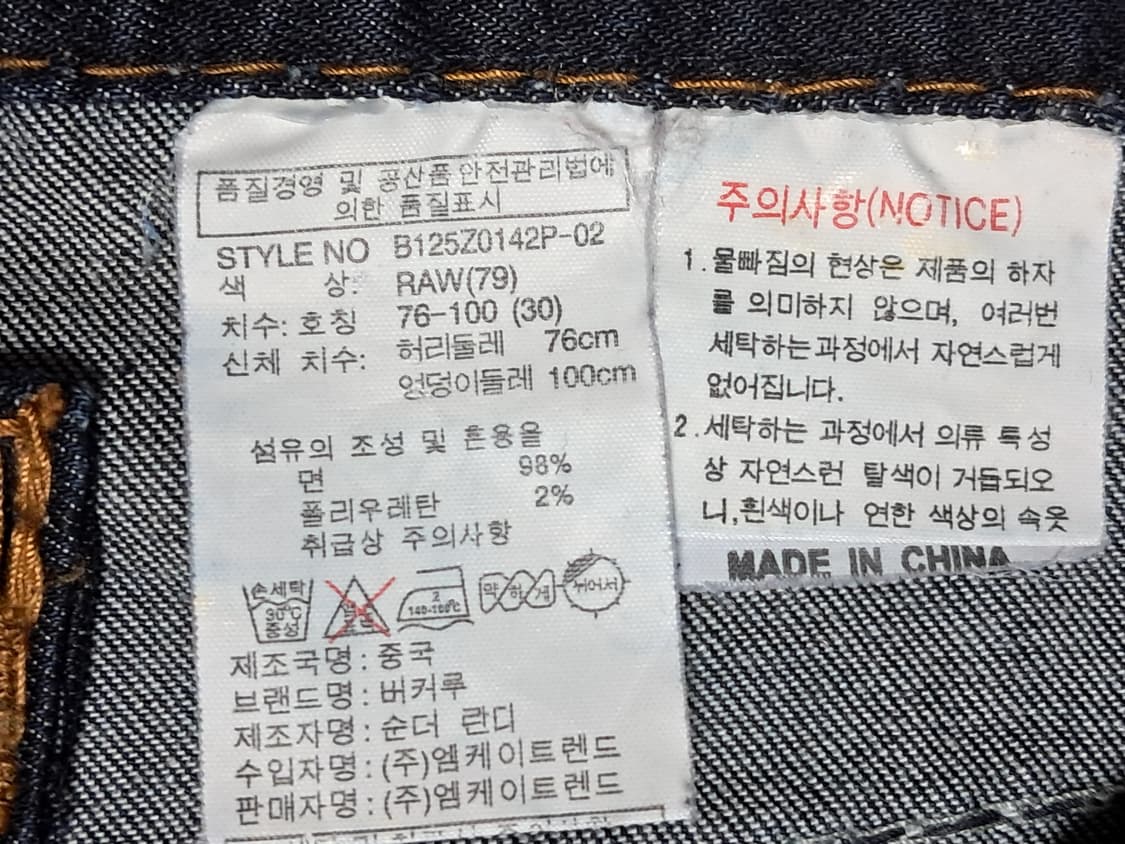 품질경영 및 공산품안전관리법에
의한 품질표시
STYLE NO B125Z0142P-02
색 상: RAW(79)
치수: 호칭 76-100 (30)
신체 치수: 허리둘레 76cm
엉덩이둘레 100cm
섬유의 조성 및 혼용율
면 98%
폴리우레탄 2%
취급상 주의사항
손세탁
30℃
중성
2
140-160℃
약하게
뉘어서
제조국명: 중국
브랜드명: 버커루
제조자명: 순더 란디
수입자명: (주)엠케이트렌드
판매자명: (주)엠케이트렌드
주의사항(NOTICE)
1.물빠짐의 현상은 제품의 하자
를 의미하지 않으며, 여러번
세탁하는과정에서 자연스럽게
없어집니다.
2.세탁하는 과정에서 의류 특성
상 자연스런 탈색이 거듭되오
니,흰색이나 연한 색상의 속옷
MADE IN CHINA